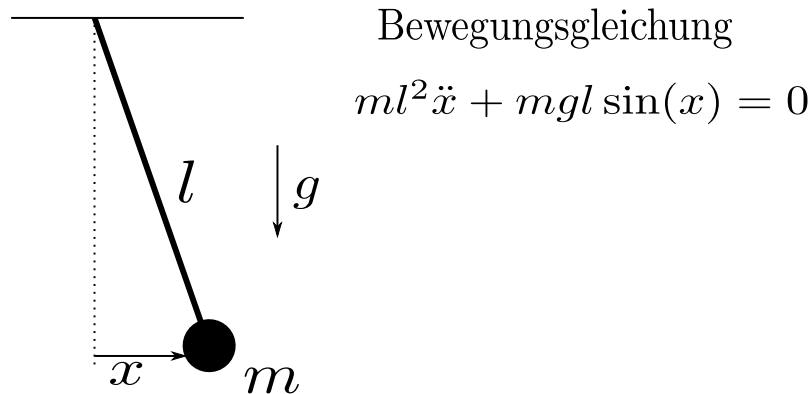 Bewegungsgleichung
ml²ẍ + mgl sin(x) = 0
l
g
x
m